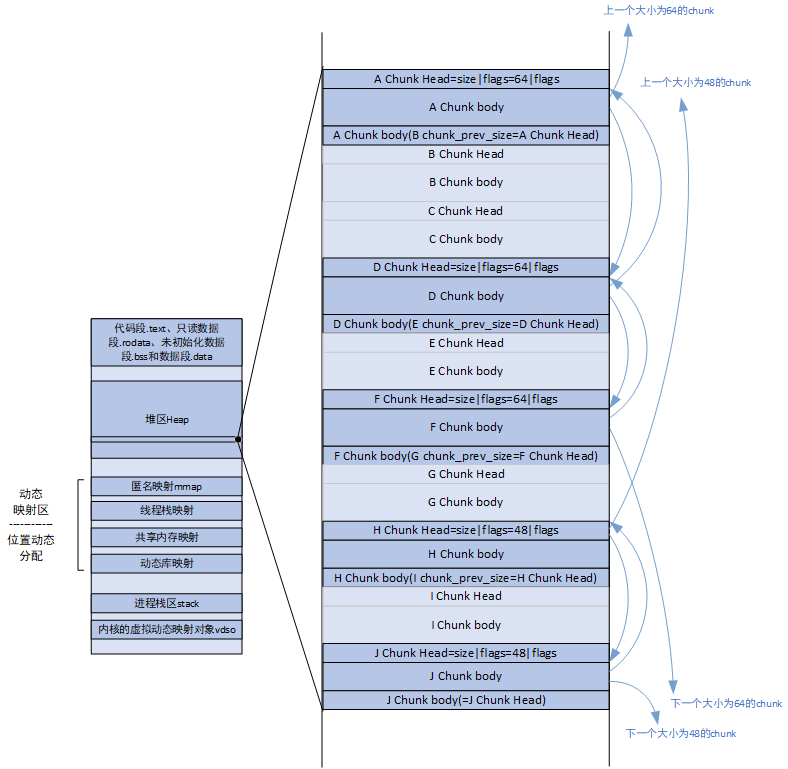 上一个大小为64的chunk
上一个大小为48的chunk
A Chunk Head=size|flags=64|flags
A Chunk body
A Chunk body(B chunk_prev_size=A Chunk Head)
B Chunk Head
B Chunk body
C Chunk Head
C Chunk body
D Chunk Head=size|flags=64|flags
D Chunk body
D Chunk body(E chunk_prev_size=D Chunk Head)
E Chunk Head
E Chunk body
F Chunk Head=size|flags=64|flags
F Chunk body
F Chunk body(G chunk_prev_size=F Chunk Head)
G Chunk Head
G Chunk body
H Chunk Head=size|flags=48|flags
H Chunk body
H Chunk body(I chunk_prev_size=H Chunk Head)
I Chunk Head
I Chunk body
J Chunk Head=size|flags=48|flags
J Chunk body
J Chunk body(=J Chunk Head)
下一个大小为64的chunk
下一个大小为48的chunk
代码段.text、只读数据
段.rodata、未初始化数据
段.bss和数据段.data
堆区Heap
匿名映射mmap
线程栈映射
共享内存映射
动态库映射
进程栈区stack
内核的虚拟动态映射对象vdso
动态
映射区
------------
位置动态
分配